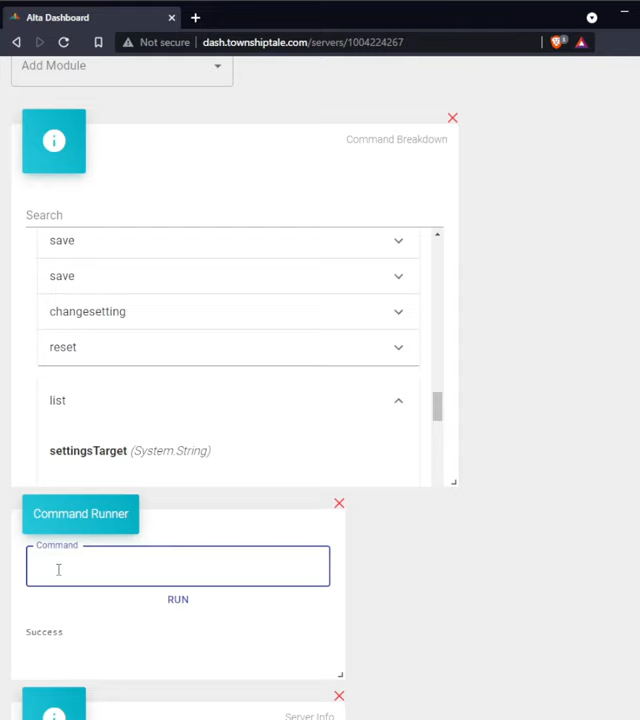 Alta Dashboard
Not secure
dash.townshiptale.com/servers/1004224267
1
Add Module
Command Breakdown
Search
save
save
changesetting
reset
list
settingsTarget (System.String)
Command Runner
Command
RUN
Success
Server Info